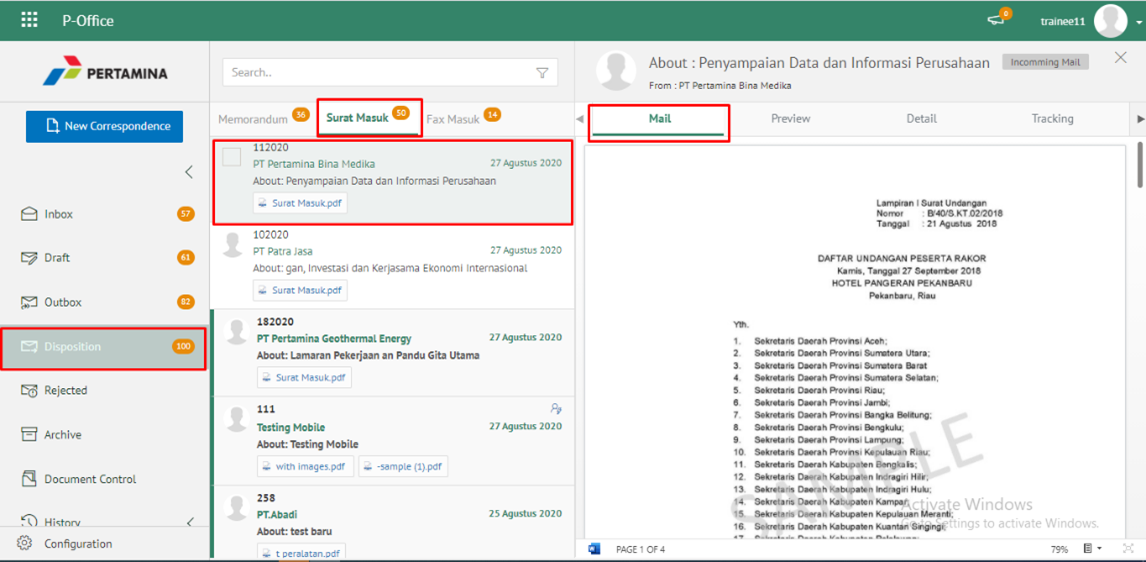 P-Office
0
trainee11
PERTAMINA
New Correspondence
Inbox 57
Draft 61
Outbox 82
Disposition 100
Rejected
Archive
Document Control
History
Configuration
Search..
Memorandum 36 Surat Masuk 50 Fax Masuk 14
112020
PT Pertamina Bina Medika 27 Agustus 2020
About: Penyampaian Data dan Informasi Perusahaan
Surat Masuk.pdf
102020
PT Patra Jasa 27 Agustus 2020
About: gan, Investasi dan Kerjasama Ekonomi Internasional
Surat Masuk.pdf
182020
PT Pertamina Geothermal Energy 27 Agustus 2020
About: Lamaran Pekerjaan an Pandu Gita Utama
Surat Masuk.pdf
111
Testing Mobile 27 Agustus 2020
About: Testing Mobile
with images.pdf -sample (1).pdf
258
PT.Abadi 25 Agustus 2020
About: test baru
t peralatan.pdf
About : Penyampaian Data dan Informasi Perusahaan Incomming Mail
From : PT Pertamina Bina Medika
Mail Preview Detail Tracking
Lampiran I Surat Undangan
Nomor : B/40/S.KT.02/2018
Tanggal : 21 Agustus 2018
DAFTAR UNDANGAN PESERTA RAKOR
Kamis, Tanggal 27 September 2018
HOTEL PANGERAN PEKANBARU
Pekanbaru, Riau
Yth.
1. Sekretaris Daerah Provinsi Aceh;
2. Sekretaris Daerah Provinsi Sumatera Utara;
3. Sekretaris Daerah Provinsi Sumatera Barat
4. Sekretaris Daerah Provinsi Sumatera Selatan;
5. Sekretaris Daerah Provinsi Riau;
6. Sekretaris Daerah Provinsi Jambi;
7. Sekretaris Daerah Provinsi Bangka Belitung;
8. Sekretaris Daerah Provinsi Bengkulu;
9. Sekretaris Daerah Provinsi Lampung;
10. Sekretaris Daerah Provinsi Kepulauan Riau;
11. Sekretaris Daerah Kabupaten Bengkalis;
12. Sekretaris Daerah Kabupaten Indragiri Hilir;
13. Sekretaris Daerah Kabupaten Indragiri Hulu;
14. Sekretaris Daerah Kabupaten Kampar;
15. Sekretaris Daerah Kabupaten Kepulauan Meranti;
16. Sekretaris Daerah Kabupaten Kuantan Singingi;
SAMPLE
Activate Windows
Go to Settings to activate Windows.
PAGE 1 OF 4
79%